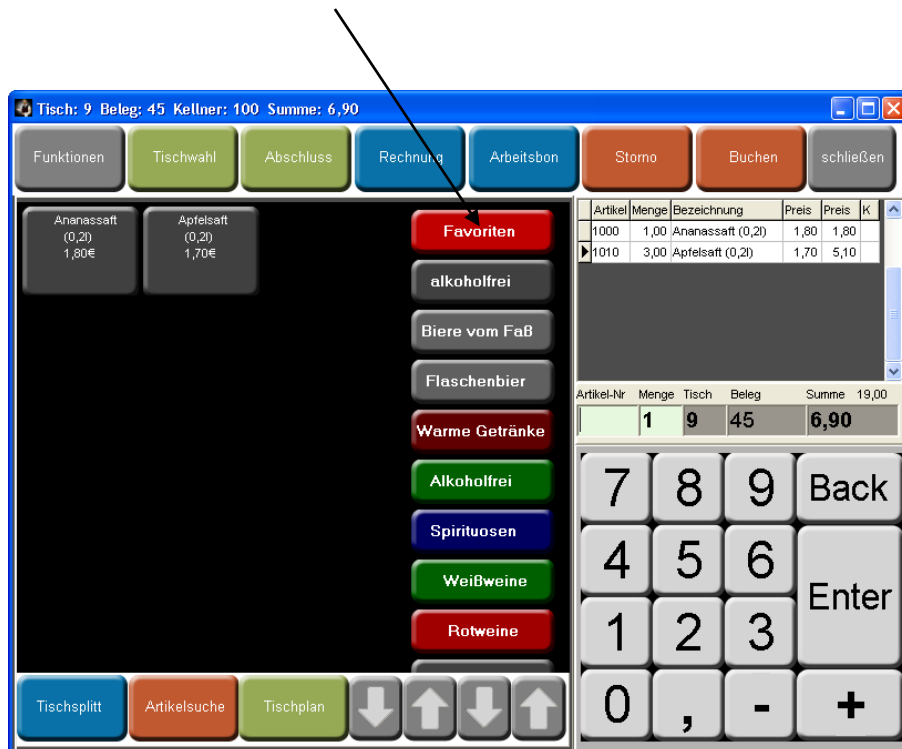 Tisch: 9 Beleg: 45 Kellner: 100 Summe: 6,90
Funktionen Tischwahl Abschluss Rechnung Arbeitsbon Storno Buchen schließen
Ananassaft
(0,2l)
1,80€
Apfelsaft
(0,2l)
1,70€
Favoriten
alkoholfrei
Biere vom Faß
Flaschenbier
Warme Getränke
Alkoholfrei
Spirituosen
Weißweine
Rotweine
Artikel Menge Bezeichnung Preis Preis K
1000 1,00 Ananassaft (0,2l) 1,80 1,80
1010 3,00 Apfelsaft (0,2l) 1,70 5,10
Artikel-Nr Menge Tisch Beleg Summe 19,00
1 9 45 6,90
7 8 9 Back
4 5 6
Enter
1 2 3
0 , - +
Tischsplitt Artikelsuche Tischplan